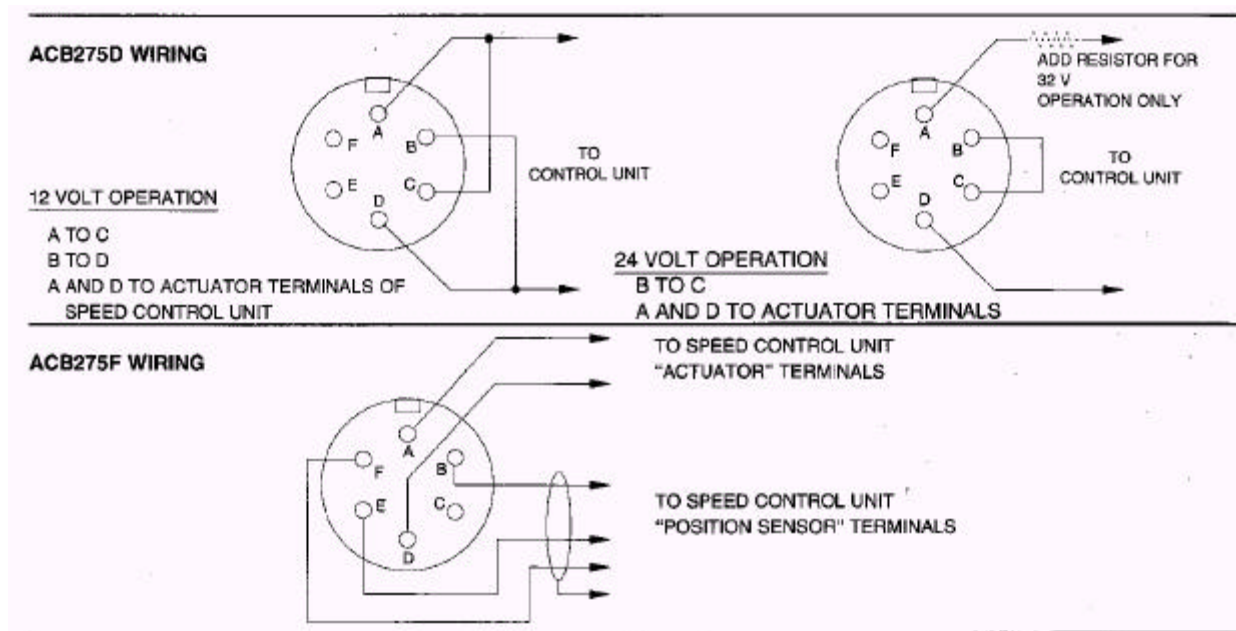 ACB275D WIRING
A
B
C
D
E
F
TO
CONTROL UNIT
12 VOLT OPERATION
A TO C
B TO D
A AND D TO ACTUATOR TERMINALS OF
SPEED CONTROL UNIT
ADD RESISTOR FOR
32 V
OPERATION ONLY
A
B
C
D
E
F
TO
CONTROL UNIT
24 VOLT OPERATION
B TO C
A AND D TO ACTUATOR TERMINALS
ACB275F WIRING
TO SPEED CONTROL UNIT
"ACTUATOR" TERMINALS
A
B
C
D
E
F
TO SPEED CONTROL UNIT
"POSITION SENSOR" TERMINALS